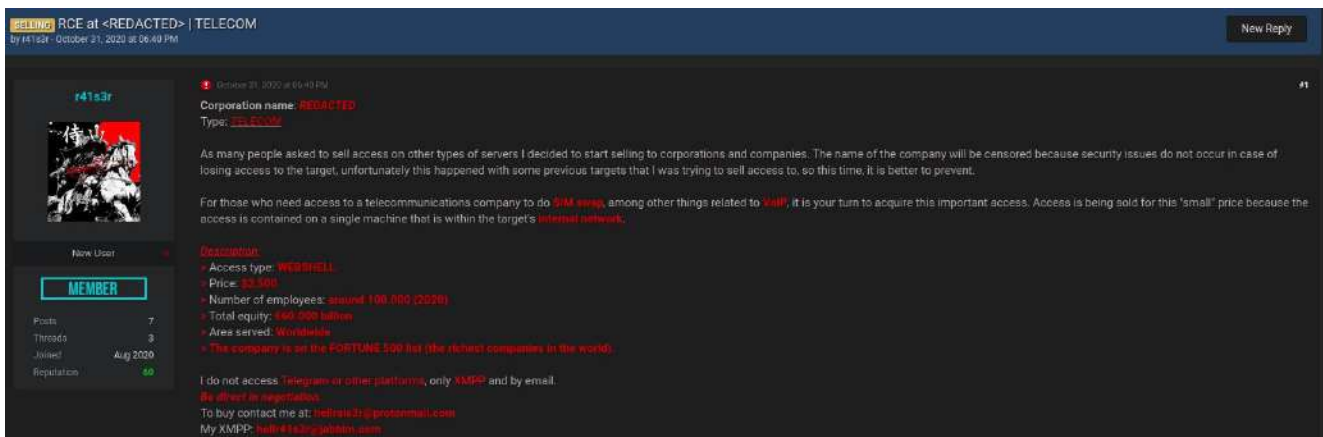 SELLING RCE at <REDACTED> | TELECOM
by r41s3r - October 31, 2020 at 06:40 PM
New Reply
r41s3r
New User
MEMBER
Posts 7
Threads 3
Joined Aug 2020
Reputation 60
October 31, 2020 at 06:40 PM
#1
Corporation name: REDACTED
Type: TELECOM
As many people asked to sell access on other types of servers I decided to start selling to corporations and companies. The name of the company will be censored because security issues do not occur in case of
losing access to the target, unfortunately this happened with some previous targets that I was trying to sell access to, so this time, it is better to prevent.
For those who need access to a telecommunications company to do SIM swap, among other things related to VoIP, it is your turn to acquire this important access. Access is being sold for this "small" price because the
access is contained on a single machine that is within the target's internal network.
Description:
> Access type: WEBSHELL
> Price: $3,500
> Number of employees: around 100.000 (2020)
> Total equity: $60.000 billion
> Area served: Worldwide
> The company is on the FORTUNE 500 list (the richest companies in the world).
I do not access Telegram or other platforms, only XMPP and by email.
Be direct in negotiation.
To buy contact me at: hellrais3r@protonmail.com
My XMPP: hellr41s3r@jabbim.com